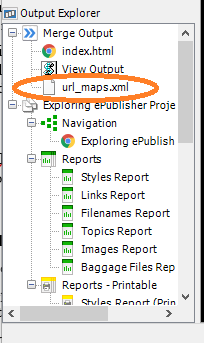 Output Explorer
Merge Output
index.html
View Output
url_maps.xml
Exploring ePublisher Proje
Navigation
Exploring ePublish
Reports
Styles Report
Links Report
Filenames Report
Topics Report
Images Report
Baggage Files Rep
Reports - Printable
Styles Report (Prin